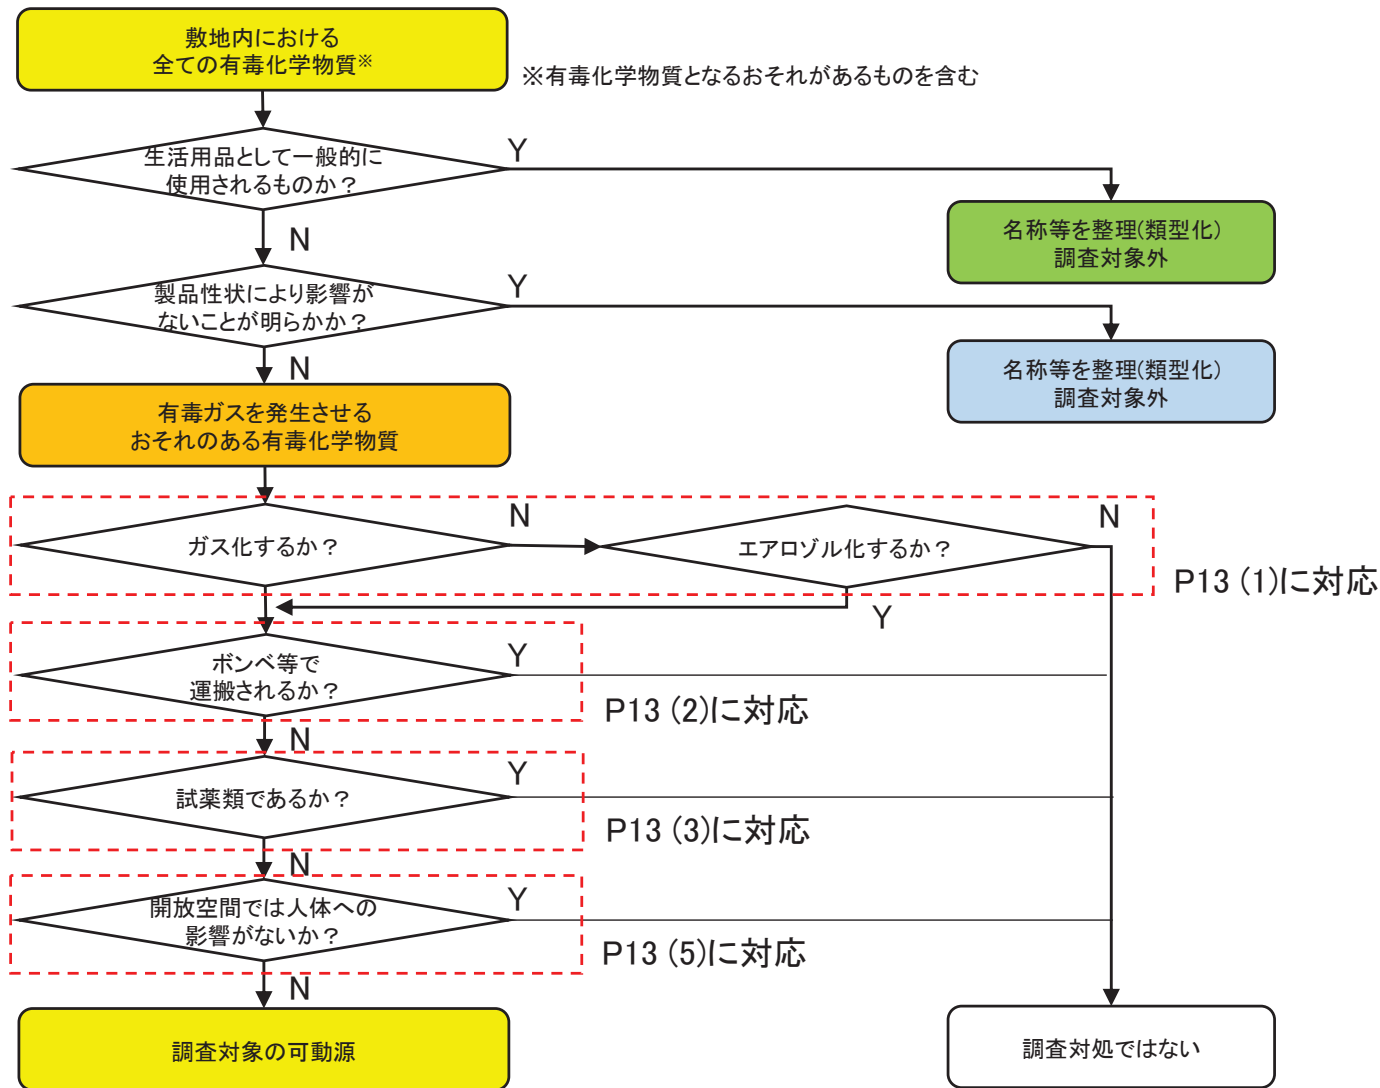 敷地内における
全ての有毒化学物質※
※有毒化学物質となるおそれがあるものを含む
生活用品として一般的に
使用されるものか？
Y
名称等を整理(類型化)
調査対象外
N
製品性状により影響が
ないことが明らかか？
Y
名称等を整理(類型化)
調査対象外
N
有毒ガスを発生させる
おそれのある有毒化学物質
ガス化するか？
N
エアロゾル化するか？
N
P13 (1)に対応
Y
ボンベ等で
運搬されるか？
Y
P13 (2)に対応
N
試薬類であるか？
Y
P13 (3)に対応
N
開放空間では人体への
影響がないか？
Y
P13 (5)に対応
N
調査対象の可動源
調査対処ではない